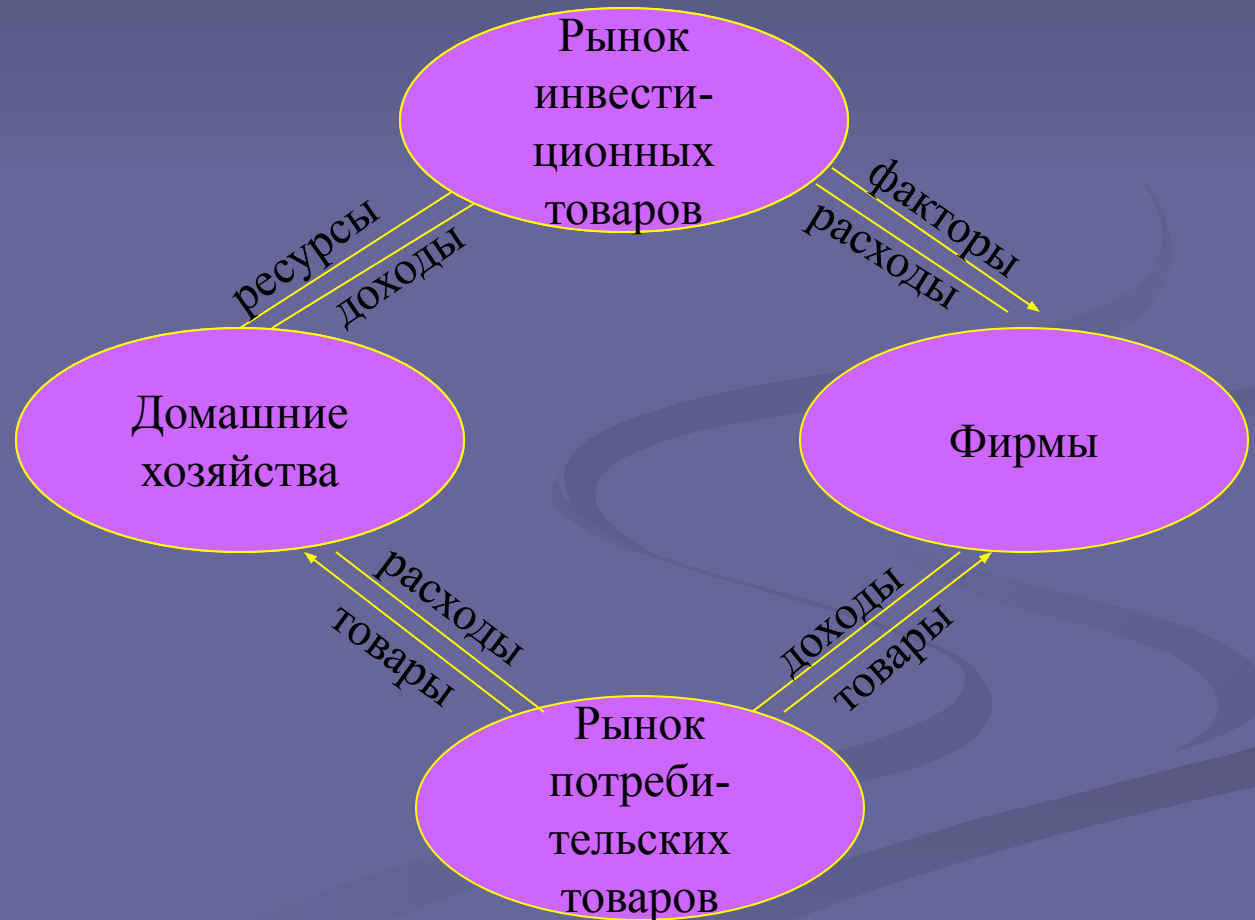 Рынок
инвести-
ционных
товаров
ресурсы
доходы
факторы
расходы
Домашние
хозяйства
Фирмы
расходы
товары
доходы
товары
Рынок
потреби-
тельских
товаров